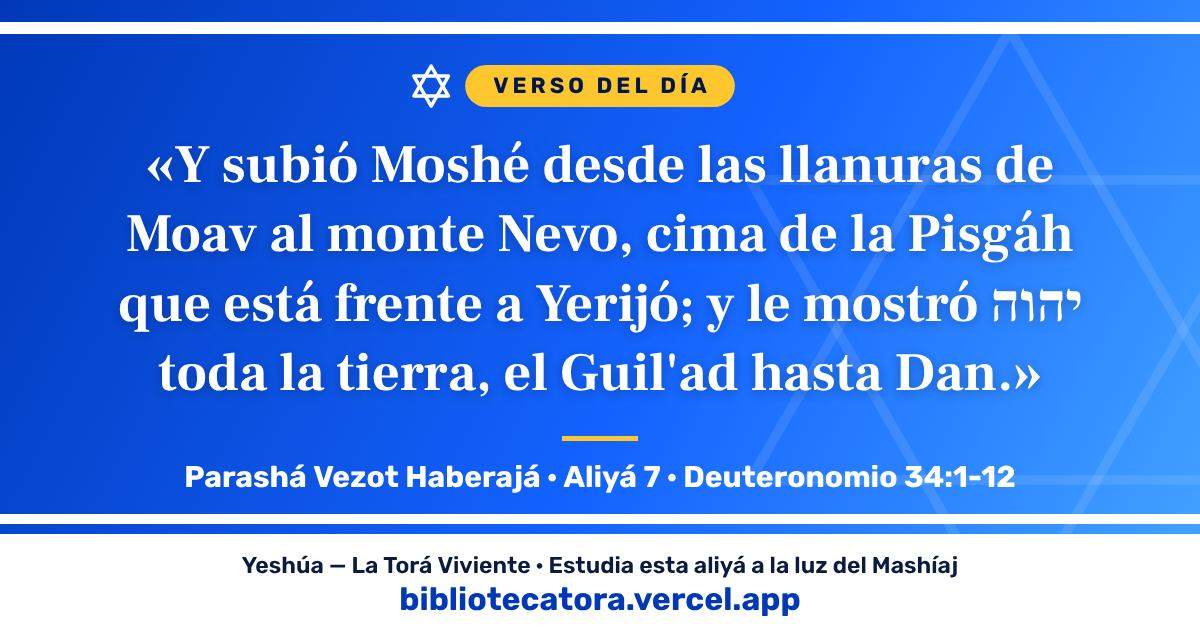 VERSO DEL DÍA
«Y subió Moshé desde las llanuras de
Moav al monte Nevo, cima de la Pisgáh
que está frente a Yerijó; y le mostró יהוה
toda la tierra, el Guil'ad hasta Dan.»
Parashá Vezot Haberajá • Aliyá 7 • Deuteronomio 34:1-12
Yeshúa — La Torá Viviente • Estudia esta aliyá a la luz del Mashíaj
bibliotecatora.vercel.app